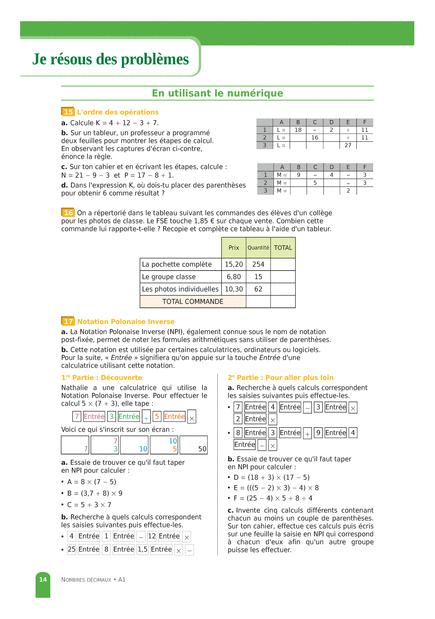 Je résous des problèmes
En utilisant le numérique
15 L'ordre des opérations
a. Calcule K = 4 + 12 − 3 + 7.
b. Sur un tableur, un professeur a programmé
deux feuilles pour montrer les étapes de calcul.
En observant les captures d'écran ci-contre,
énonce la règle.
c. Sur ton cahier et en écrivant les étapes, calcule :
N = 21 − 9 − 3 et P = 17 − 8 + 1.
d. Dans l'expression K, où dois-tu placer des parenthèses
pour obtenir 6 comme résultat ?
A B C D E F
1 L = 18 − 2 + 11
2 L = 16 + 11
3 L = 27
A B C D E F
1 M = 9 − 4 − 3
2 M = 5 − 3
3 M = 2
16 On a répertorié dans le tableau suivant les commandes des élèves d'un collège
pour les photos de classe. Le FSE touche 1,85 € sur chaque vente. Combien cette
commande lui rapporte-t-elle ? Recopie et complète ce tableau à l'aide d'un tableur.
Prix Quantité TOTAL
La pochette complète 15,20 254
Le groupe classe 6,80 15
Les photos individuelles 10,30 62
TOTAL COMMANDE
17 Notation Polonaise Inverse
a. La Notation Polonaise Inverse (NPI), également connue sous le nom de notation
post-fixée, permet de noter les formules arithmétiques sans utiliser de parenthèses.
b. Cette notation est utilisée par certaines calculatrices, ordinateurs ou logiciels.
Pour la suite, « Entrée » signifiera qu'on appuie sur la touche Entrée d'une
calculatrice utilisant cette notation.
1re Partie : Découverte
Nathalie a une calculatrice qui utilise la
Notation Polonaise Inverse. Pour effectuer le
calcul 5 × (7 + 3), elle tape :
7 Entrée 3 Entrée + 5 Entrée ×
Voici ce qui s'inscrit sur son écran :
7 10
7 3 10 5 50
a. Essaie de trouver ce qu'il faut taper
en NPI pour calculer :
• A = 8 × (7 − 5)
• B = (3,7 + 8) × 9
• C = 5 + 3 × 7
b. Recherche à quels calculs correspondent
les saisies suivantes puis effectue-les.
• 4 Entrée 1 Entrée − 12 Entrée ×
• 25 Entrée 8 Entrée 1,5 Entrée × −
2e Partie : Pour aller plus loin
a. Recherche à quels calculs correspondent
les saisies suivantes puis effectue-les.
• 7 Entrée 4 Entrée − 3 Entrée ×
2 Entrée ×
• 8 Entrée 3 Entrée + 9 Entrée 4
Entrée − ×
b. Essaie de trouver ce qu'il faut taper
en NPI pour calculer :
• D = (18 + 3) × (17 − 5)
• E = (((5 − 2) × 3) − 4) × 8
• F = (25 − 4) × 5 + 8 ÷ 4
c. Invente cinq calculs différents contenant
chacun au moins un couple de parenthèses.
Sur ton cahier, effectue ces calculs puis écris
sur une feuille la saisie en NPI qui correspond
à chacun d'eux afin qu'un autre groupe
puisse les effectuer.
14 NOMBRES DÉCIMAUX • A1